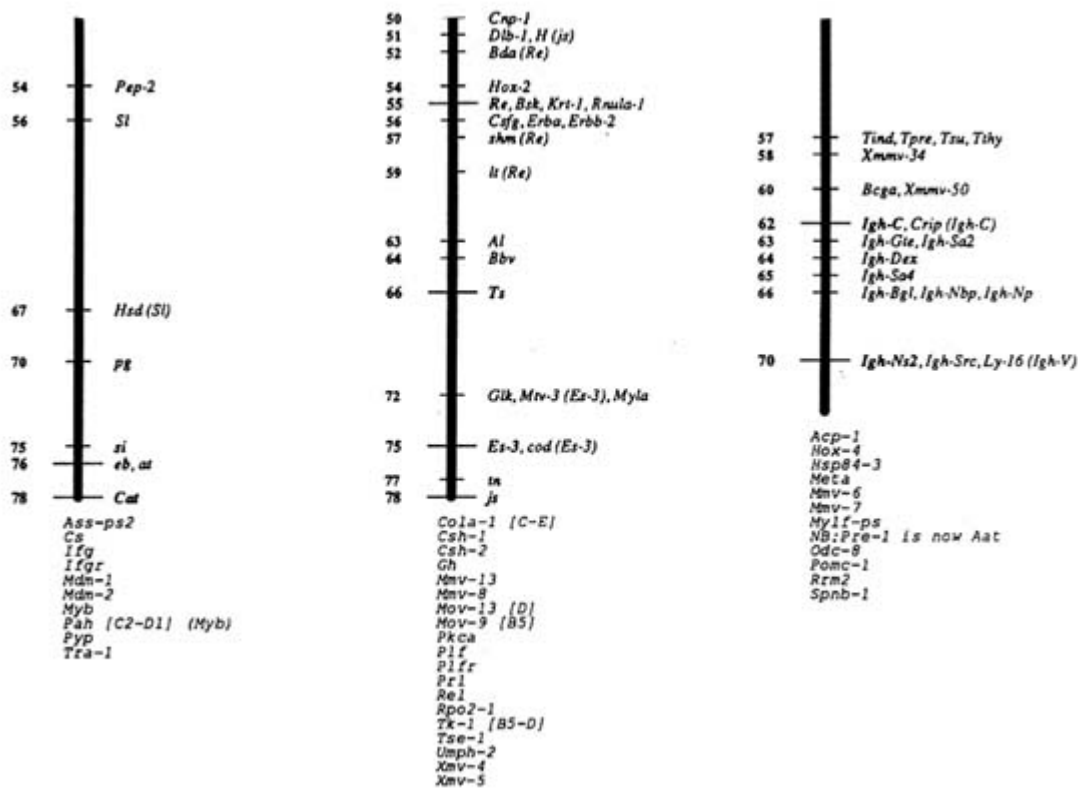 54 Pep-2
56 Sl
67 Hsd (Sl)
70 pg
75 si
76 eb, at
78 Cat
Ass-ps2
Cs
Ifg
Ifgr
Mdm-1
Mdm-2
Myb
Pah [C2-D1] (Myb)
Pyp
Tra-1
50 Cnp-1
51 Dlb-1, H (js)
52 Bda (Re)
54 Hox-2
55 Re, Bsk, Krt-1, Rnula-1
56 Csfg, Erba, Erbb-2
57 shm (Re)
59 lt (Re)
63 Al
64 Bbv
66 Ts
72 Glk, Mtv-3 (Es-3), Myla
75 Es-3, cod (Es-3)
77 tn
78 js
Cola-1 [C-E]
Csh-1
Csh-2
Gh
Mmv-13
Mmv-8
Mov-13 [D]
Mov-9 [B5]
Pkca
Plf
Plfr
Prl
Rel
Rpo2-1
Tk-1 [B5-D]
Tse-1
Umph-2
Xmv-4
Xmv-5
57 Tind, Tpre, Tsu, Tthy
58 Xmmv-34
60 Bcga, Xmmv-50
62 Igh-C, Crip (Igh-C)
63 Igh-Gte, Igh-Sa2
64 Igh-Dex
65 Igh-Sa4
66 Igh-Bgl, Igh-Nbp, Igh-Np
70 Igh-Ns2, Igh-Src, Ly-16 (Igh-V)
Acp-1
Hox-4
Hsp84-3
Meta
Mmv-6
Mmv-7
Mylf-ps
NB:Pre-1 is now Aat
Odc-8
Pomc-1
Rrm2
Spnb-1